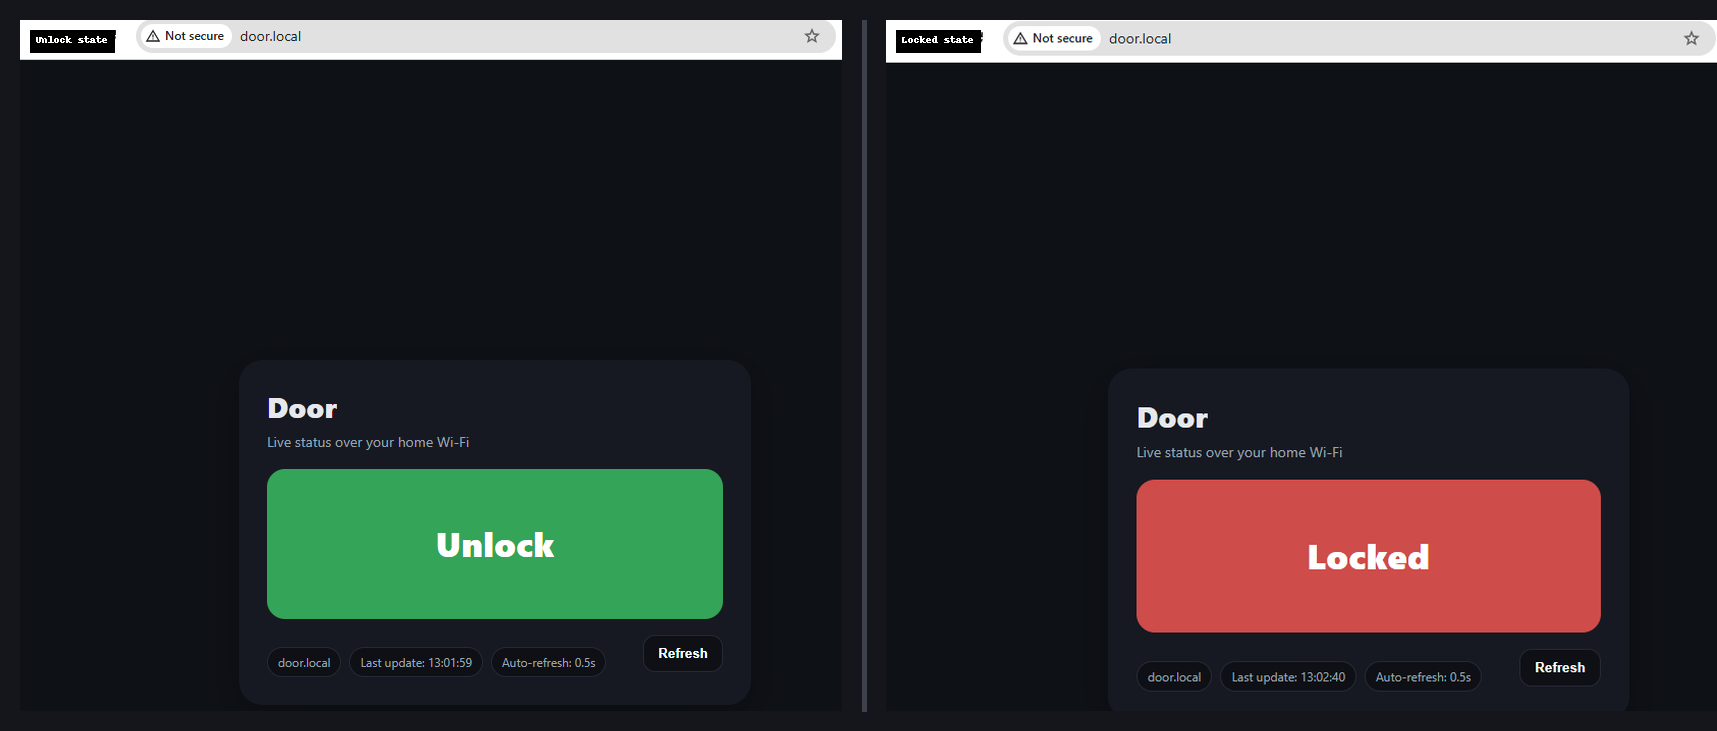 Unlock state
Not secure door.local
Door
Live status over your home Wi-Fi
Unlock
door.local Last update: 13:01:59 Auto-refresh: 0.5s Refresh
Locked state
Not secure door.local
Door
Live status over your home Wi-Fi
Locked
door.local Last update: 13:02:40 Auto-refresh: 0.5s Refresh